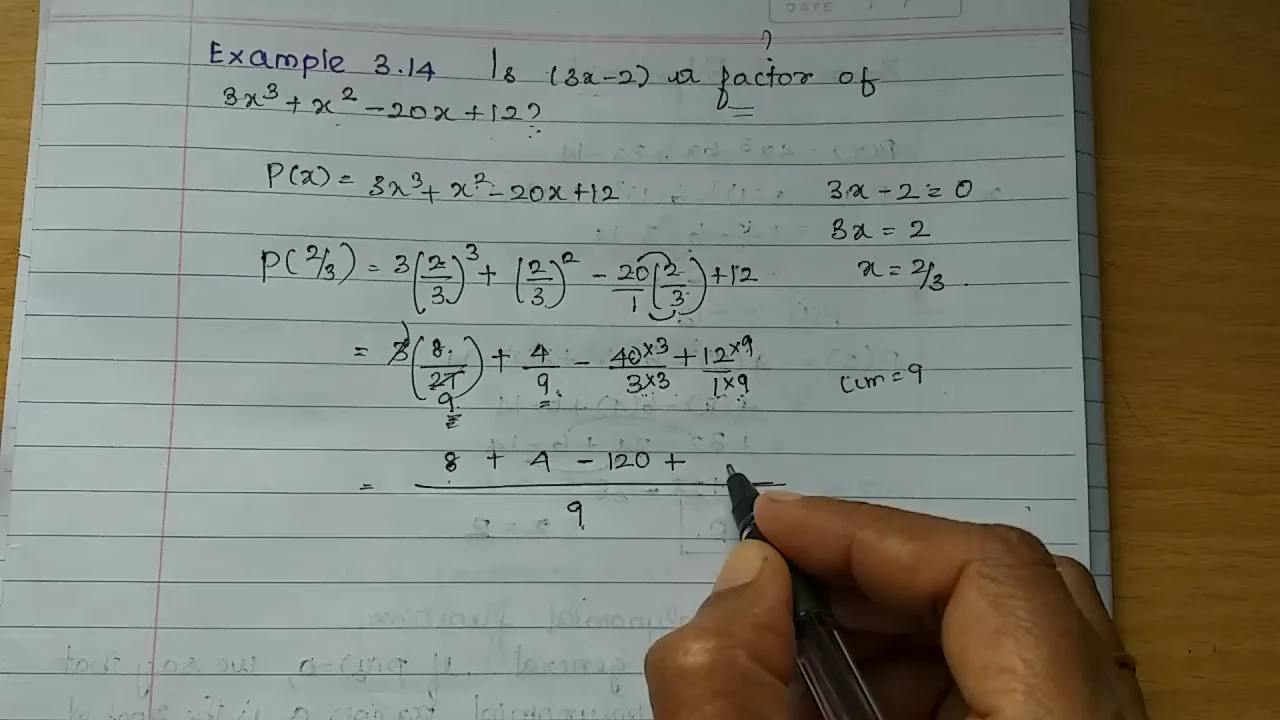 DATE
Example 3.14 Is (3x-2) a factor of
3x³ + x² - 20x + 12?
P(x) = 3x³ + x² - 20x + 12
3x - 2 = 0
3x = 2
x = 2/3
P(2/3) = 3(2/3)³ + (2/3)² - 20/1(2/3) + 12
= 3(8/27) + 4/9 - 40×3/3×3 + 12×9/1×9
1
9
LCM = 9
= 8 + 4 - 120 +
9